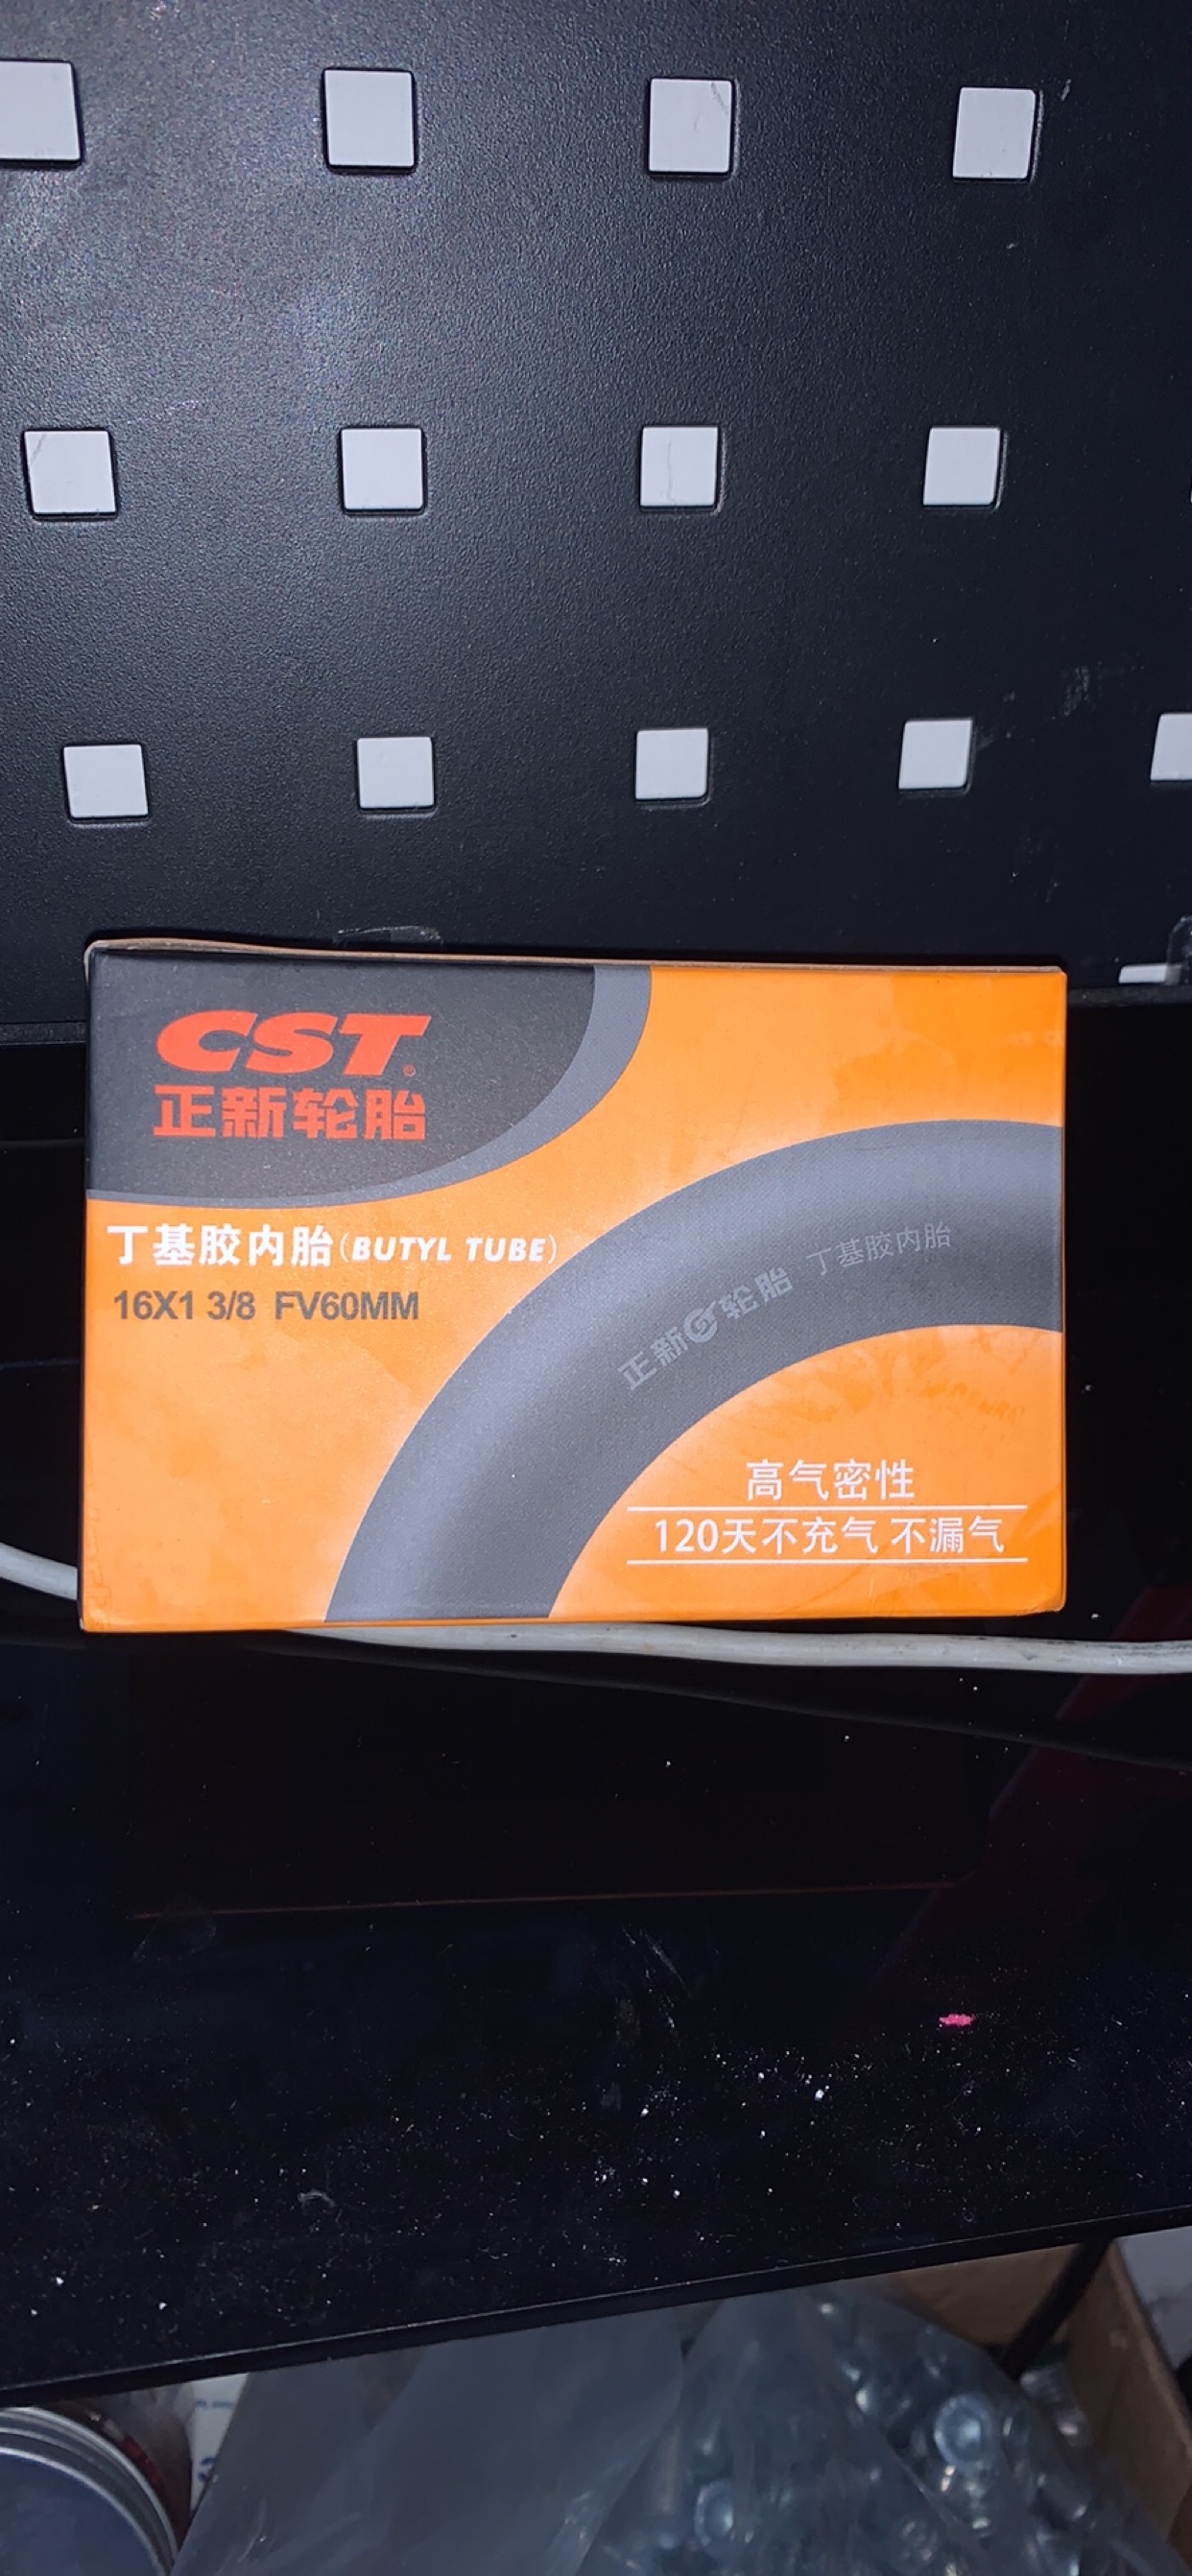 CST®
正新轮胎
丁基胶内胎(BUTYL TUBE)
16X1 3/8 FV60MM
正新轮胎 丁基胶内胎
高气密性
120天不充气 不漏气